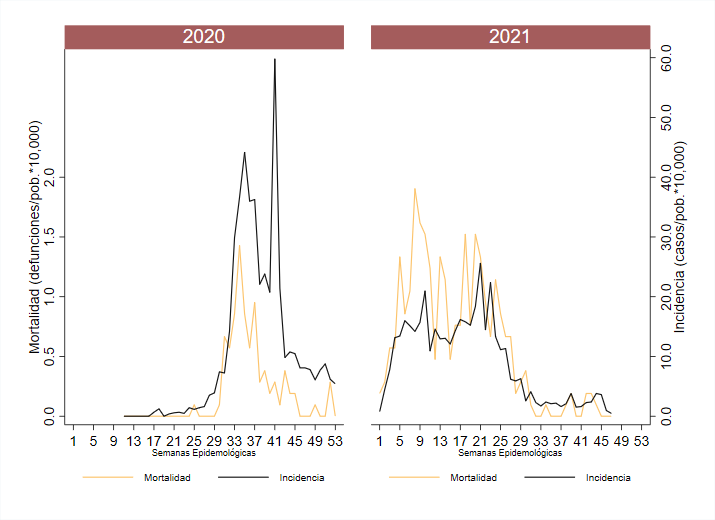 2020
2021
Mortalidad (defunciones/pob.*10,000)
0.0 0.5 1.0 1.5 2.0
Incidencia (casos/pob.*10,000)
0.0 10.0 20.0 30.0 40.0 50.0 60.0
1 5 9 13 17 21 25 29 33 37 41 45 49 53
1 5 9 13 17 21 25 29 33 37 41 45 49 53
Semanas Epidemológicas
Semanas Epidemológicas
Mortalidad Incidencia
Mortalidad Incidencia